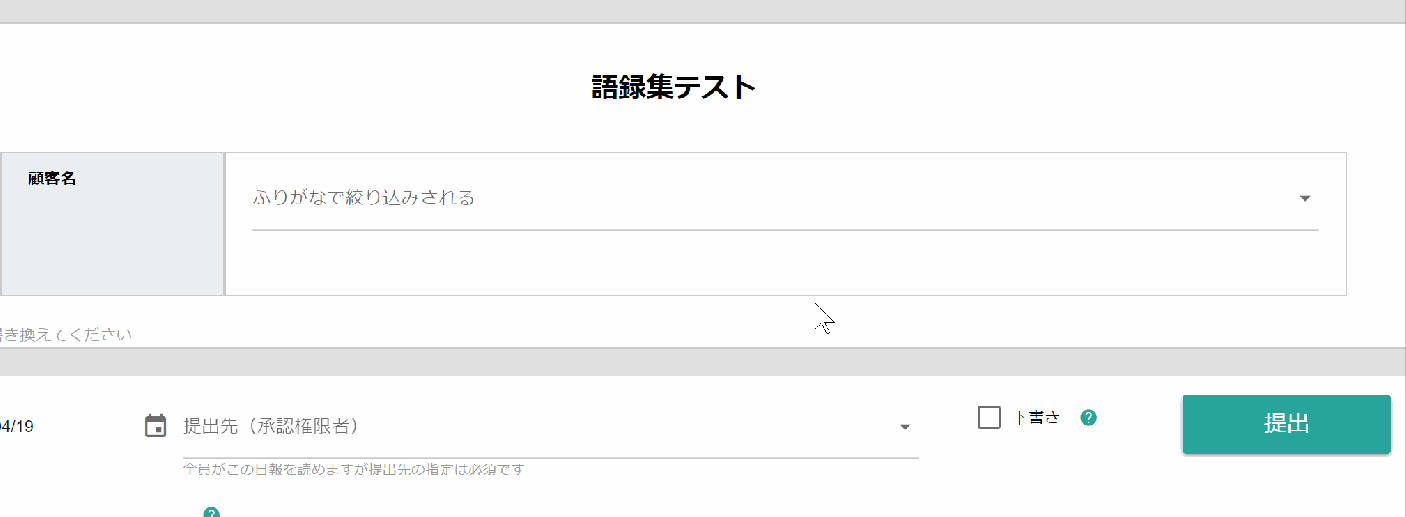 語録集テスト
顧客名
ふりがなで絞り込みされる
き換えてください
4/19
提出先（承認権限者）
下書き
提出
全員がこの日報を読めますが提出先の指定は必須です